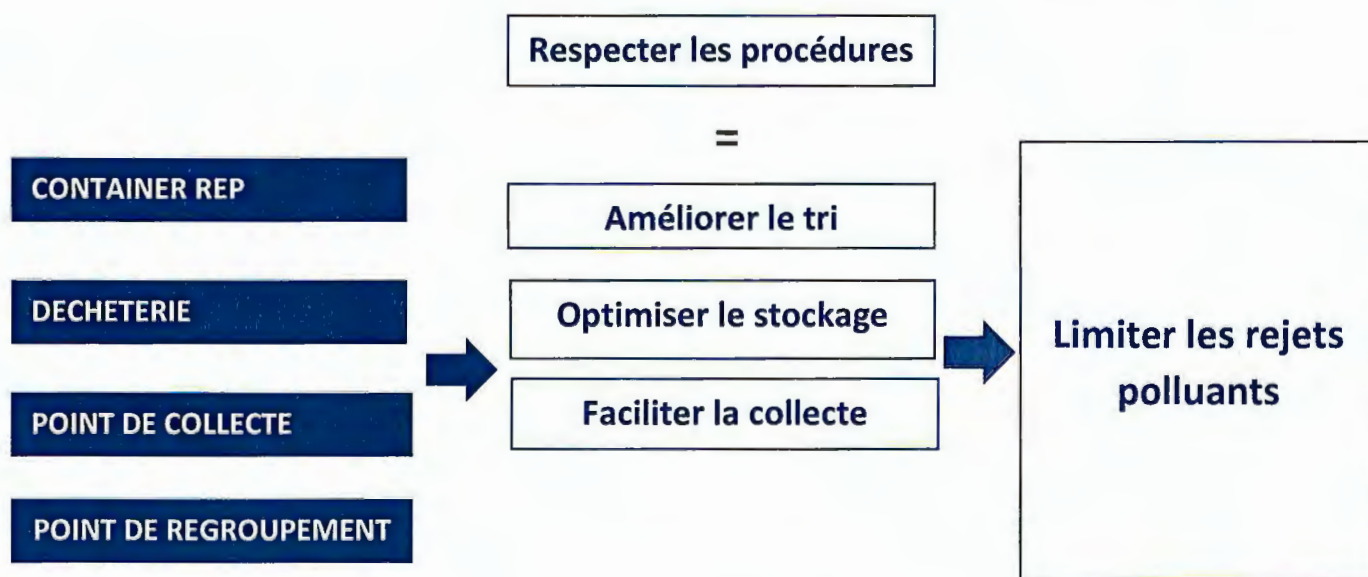 Respecter les procédures
=
CONTAINER REP
DECHETERIE
POINT DE COLLECTE
POINT DE REGROUPEMENT
Améliorer le tri
Optimiser le stockage
Faciliter la collecte
Limiter les rejets
polluants